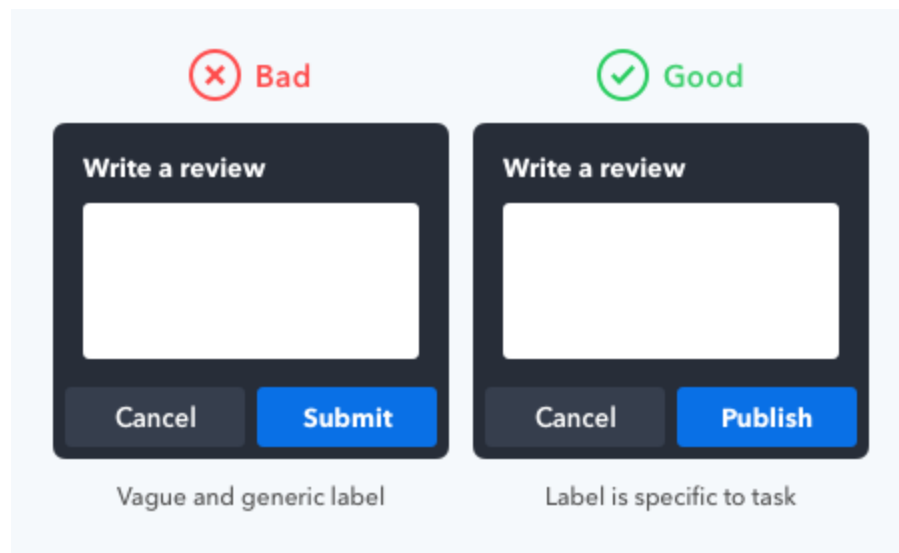 Bad
Good
Write a review
Write a review
Cancel
Submit
Cancel
Publish
Vague and generic label
Label is specific to task